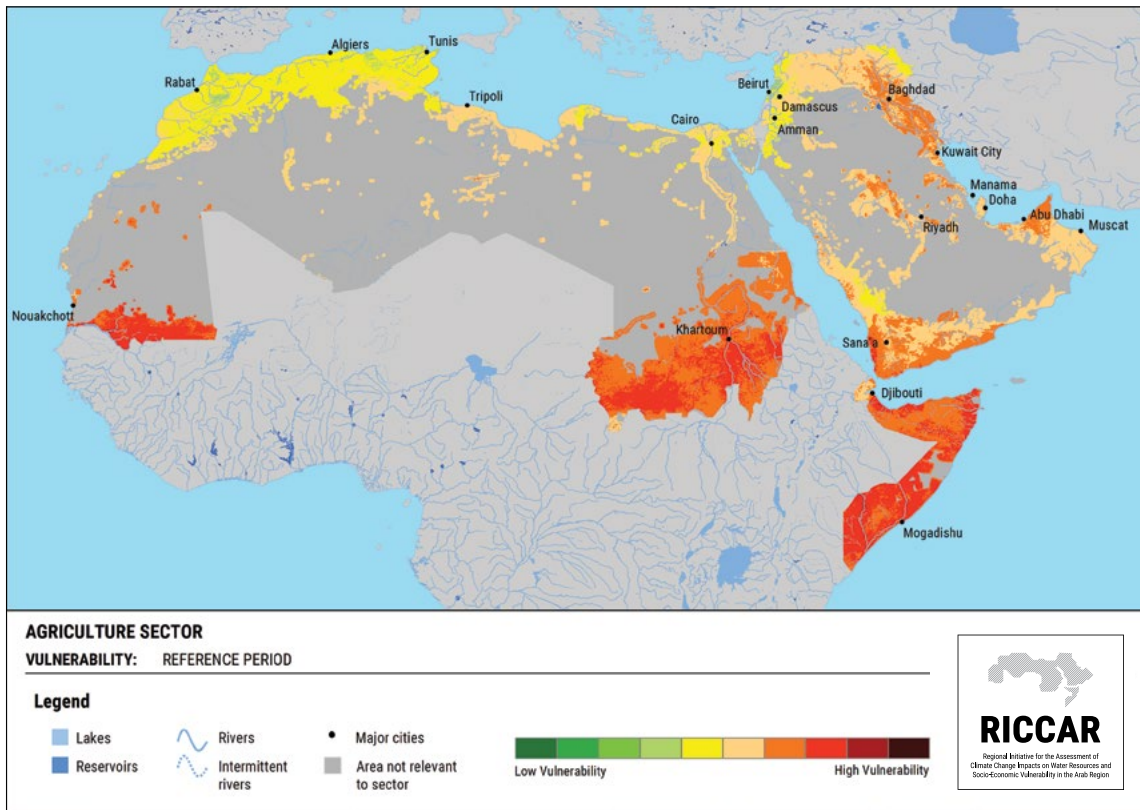 Algiers
Tunis
Rabat
Tripoli
Beirut
Baghdad
Damascus
Cairo
Amman
Kuwait City
Manama
Doha
Abu Dhabi
Muscat
Riyadh
Nouakchott
Khartoum
Sana'a
Djibouti
Mogadishu
AGRICULTURE SECTOR
VULNERABILITY: REFERENCE PERIOD
Legend
Lakes
Rivers
Major cities
Reservoirs
Intermittent
rivers
Area not relevant
to sector
Low Vulnerability
High Vulnerability
RICCAR
Regional Initiative for the Assessment of
Climate Change Impacts on Water Resources and
Socio-Economic Vulnerability in the Arab Region